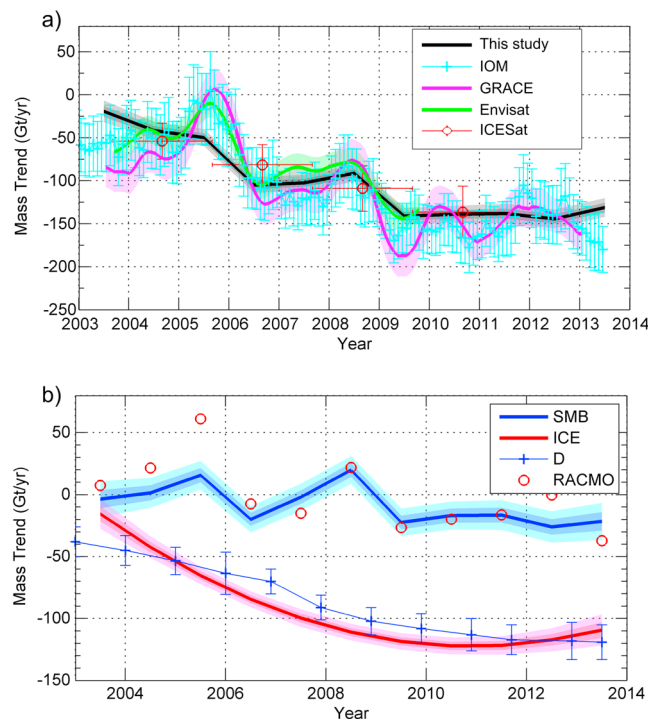 a)
Mass Trend (Gt/yr)
50
0
-50
-100
-150
-200
-250
This study
IOM
GRACE
Envisat
ICESat
2003 2004 2005 2006 2007 2008 2009 2010 2011 2012 2013 2014
Year
b)
Mass Trend (Gt/yr)
50
0
-50
-100
-150
SMB
ICE
D
RACMO
2004 2006 2008 2010 2012 2014
Year